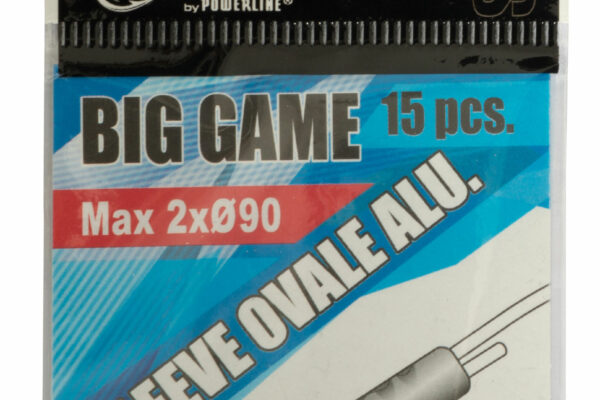 by POWERLINE®
BIG GAME
15 pcs.
Max 2xØ90
EEVE OVALE ALU.